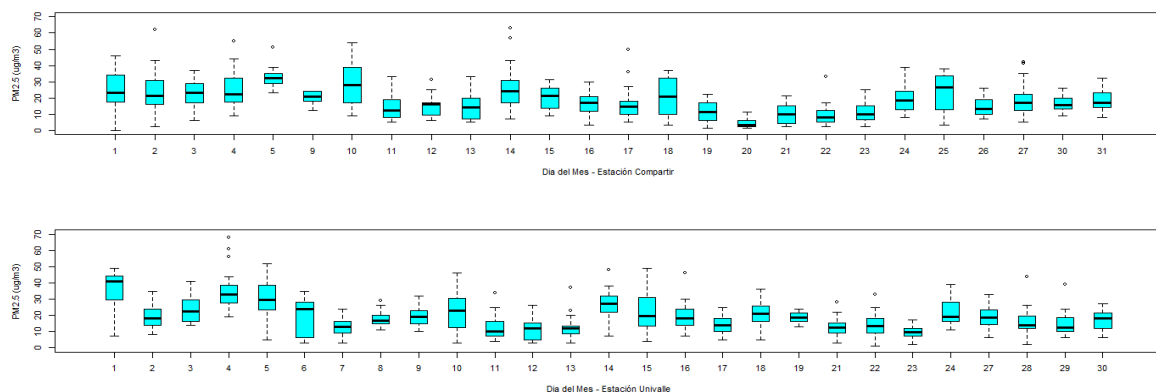 PM2.5 (ug/m3)
70
60
50
40
30
20
10
0
1 2 3 4 5 9 10 11 12 13 14 15 16 17 18 19 20 21 22 23 24 25 26 27 30 31
Dia del Mes - Estación Compartir
PM2.5 (ug/m3)
70
60
50
40
30
20
10
0
1 2 3 4 5 6 7 8 9 10 11 12 13 14 15 16 17 18 21 22 23 24 27 28 29 30
Dia del Mes - Estación Univalle